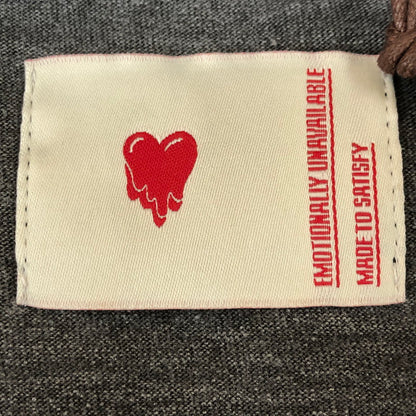 EMOTIONALLY UNAVAILABLE
MADE TO SATISFY